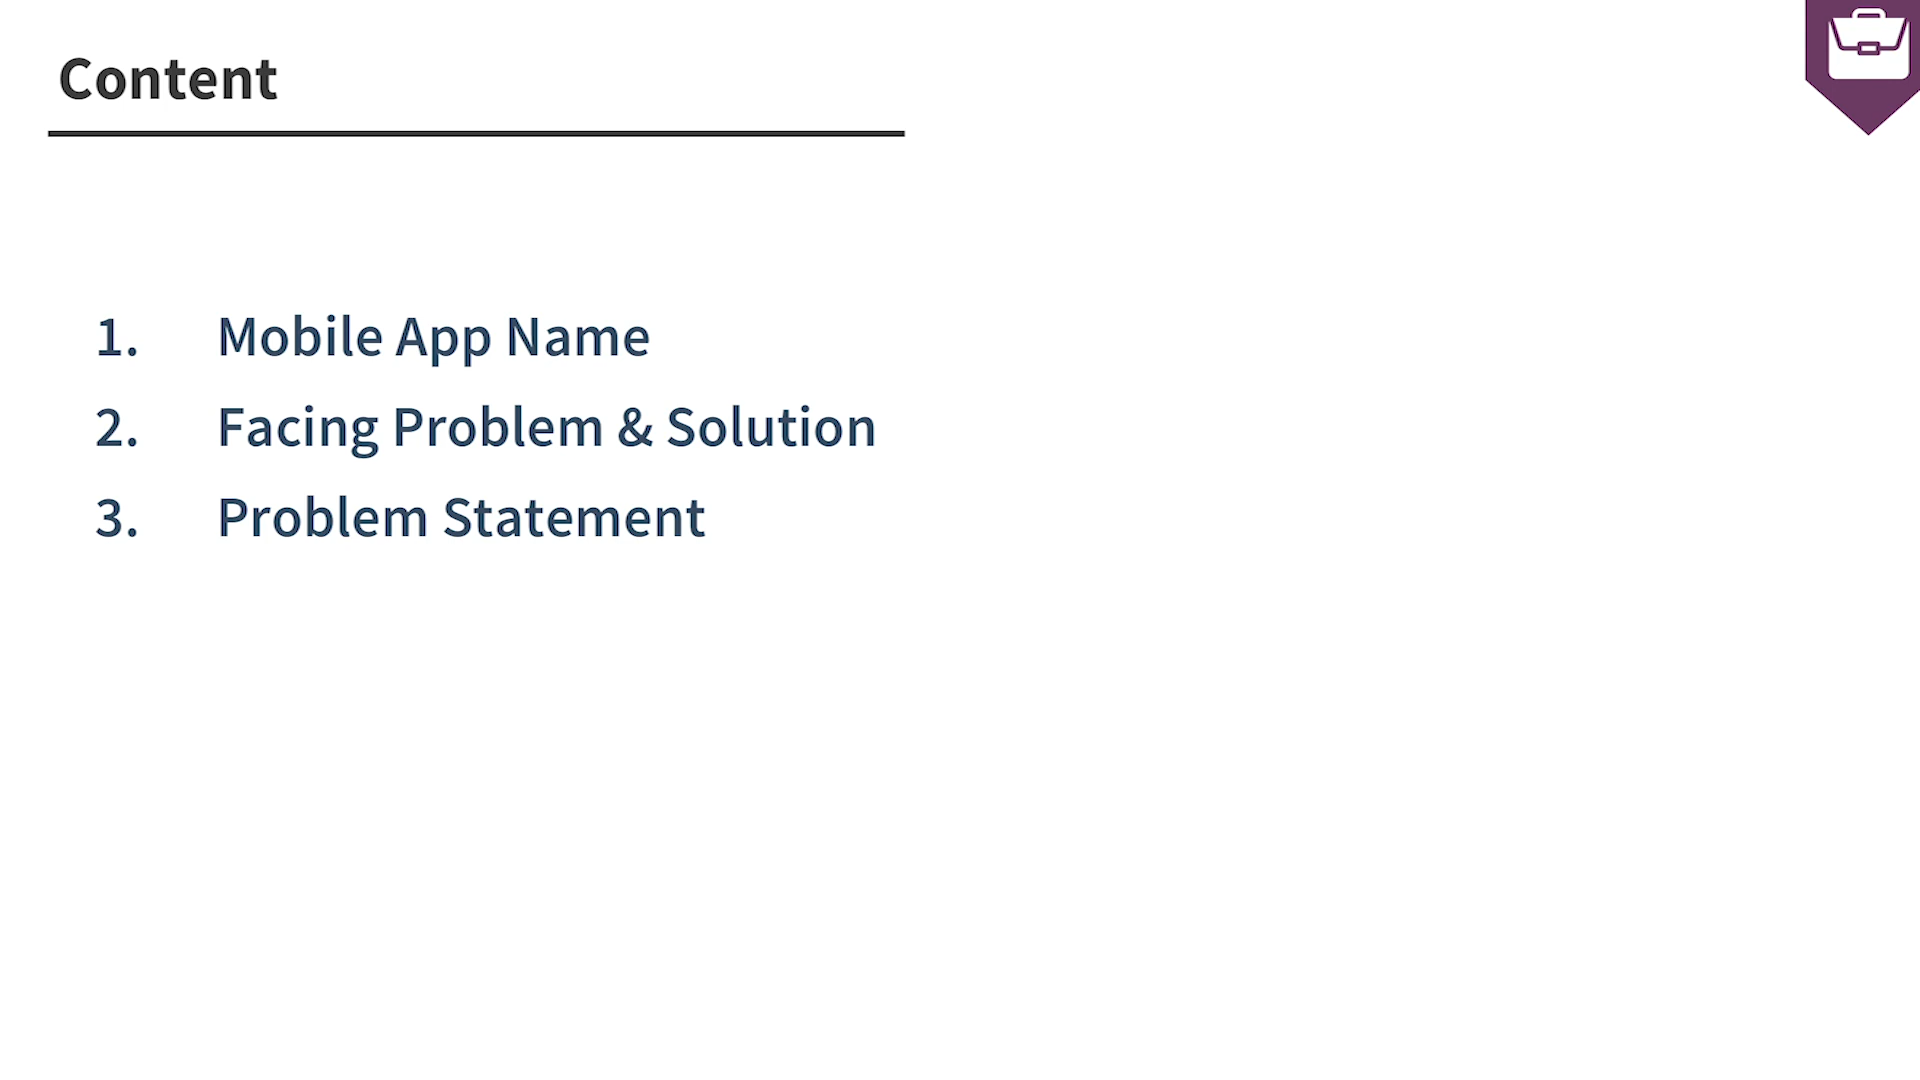 Content
1. Mobile App Name
2. Facing Problem & Solution
3. Problem Statement